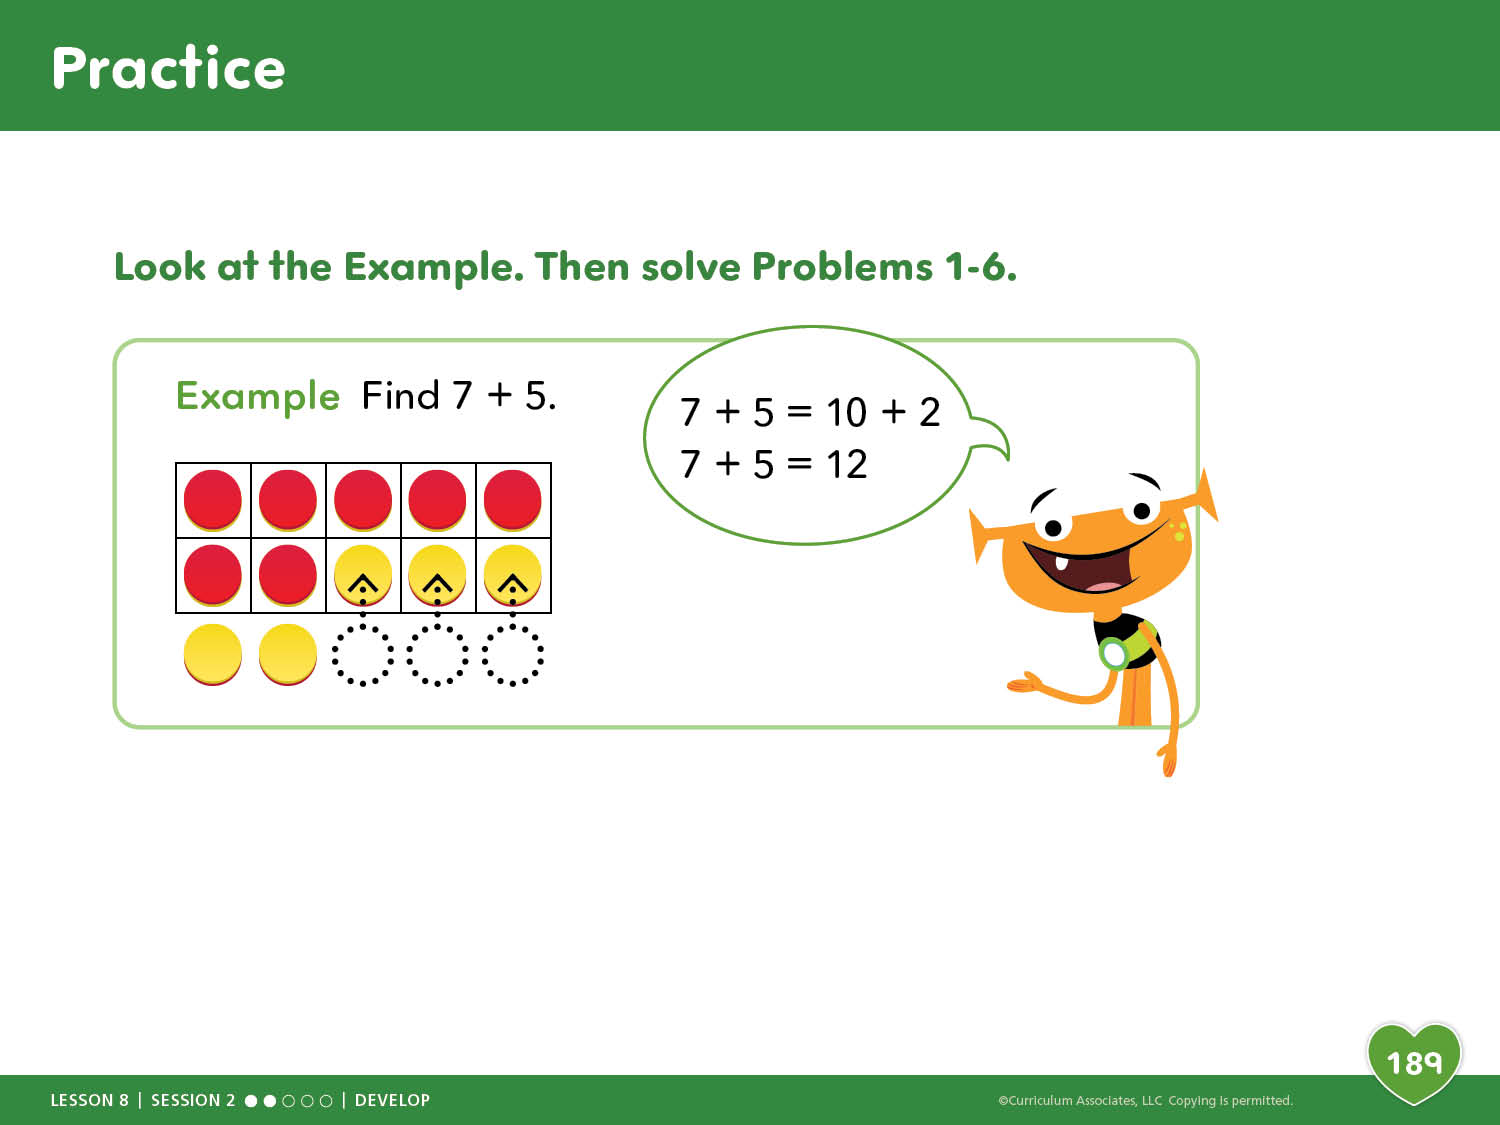 Practice
Look at the Example. Then solve Problems 1-6.
Example Find 7 + 5.
7 + 5 = 10 + 2
7 + 5 = 12
189
LESSON 8 | SESSION 2 ●●○○○ | DEVELOP
©Curriculum Associates, LLC Copying is permitted.